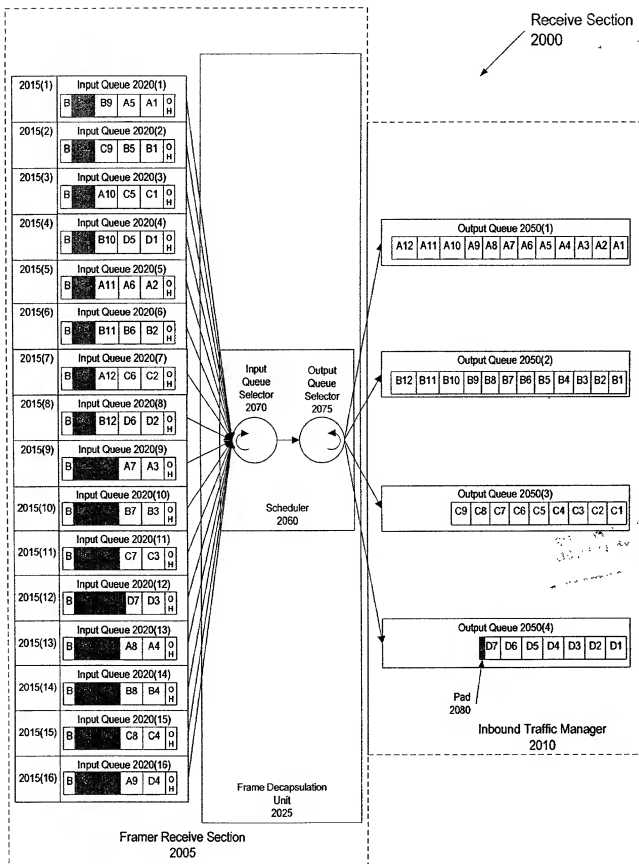 Receive Section
2000
2015(1)
Input Queue 2020(1)
B B9 A5 A1 O H
2015(2)
Input Queue 2020(2)
B C9 B5 B1 O H
2015(3)
Input Queue 2020(3)
B A10 C5 C1 O H
2015(4)
Input Queue 2020(4)
B B10 D5 D1 O H
2015(5)
Input Queue 2020(5)
B A11 A6 A2 O H
2015(6)
Input Queue 2020(6)
B B11 B6 B2 O H
2015(7)
Input Queue 2020(7)
B A12 C6 C2 O H
2015(8)
Input Queue 2020(8)
B B12 D6 D2 O H
2015(9)
Input Queue 2020(9)
B A7 A3 O H
2015(10)
Input Queue 2020(10)
B B7 B3 O H
2015(11)
Input Queue 2020(11)
B C7 C3 O H
2015(12)
Input Queue 2020(12)
B D7 D3 O H
2015(13)
Input Queue 2020(13)
B A8 A4 O H
2015(14)
Input Queue 2020(14)
B B8 B4 O H
2015(15)
Input Queue 2020(15)
B C8 C4 O H
2015(16)
Input Queue 2020(16)
B A9 D4 O H
Framer Receive Section
2005
Input
Queue
Selector
2070
Output
Queue
Selector
2075
Scheduler
2060
Frame Decapsulation
Unit
2025
Output Queue 2050(1)
A12 A11 A10 A9 A8 A7 A6 A5 A4 A3 A2 A1
Output Queue 2050(2)
B12 B11 B10 B9 B8 B7 B6 B5 B4 B3 B2 B1
Output Queue 2050(3)
C9 C8 C7 C6 C5 C4 C3 C2 C1
Output Queue 2050(4)
D7 D6 D5 D4 D3 D2 D1
Pad
2080
Inbound Traffic Manager
2010